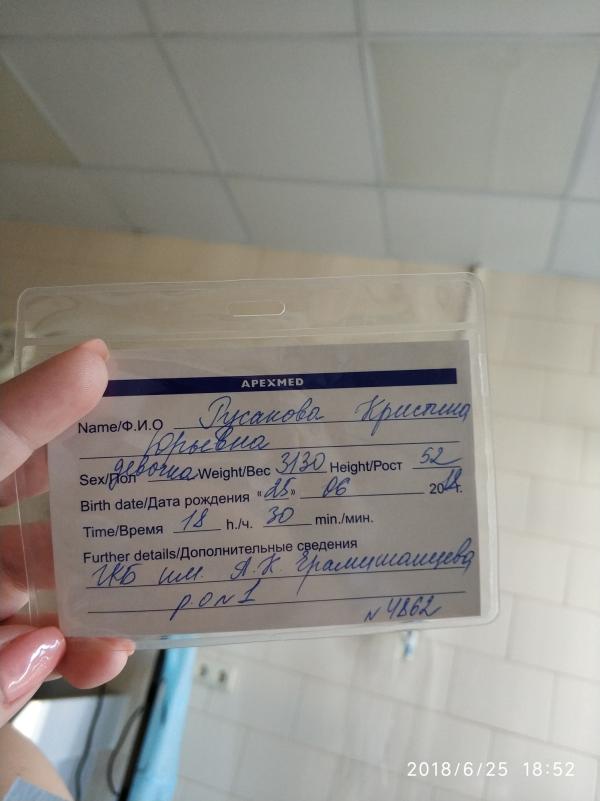 APEXMED
Name/Ф.И.О Русакова Кристина
Юрьевна
Sex/Пол девочка Weight/Вес 3130 Height/Рост 52
Birth date/Дата рождения «25» 06 2018г.
Time/Время 18 h./ч. 30 min./мин.
Further details/Дополнительные сведения
ГКБ им. А.К. Ерамишанцева
р.о №1
№ 4862
2018/6/25 18:52